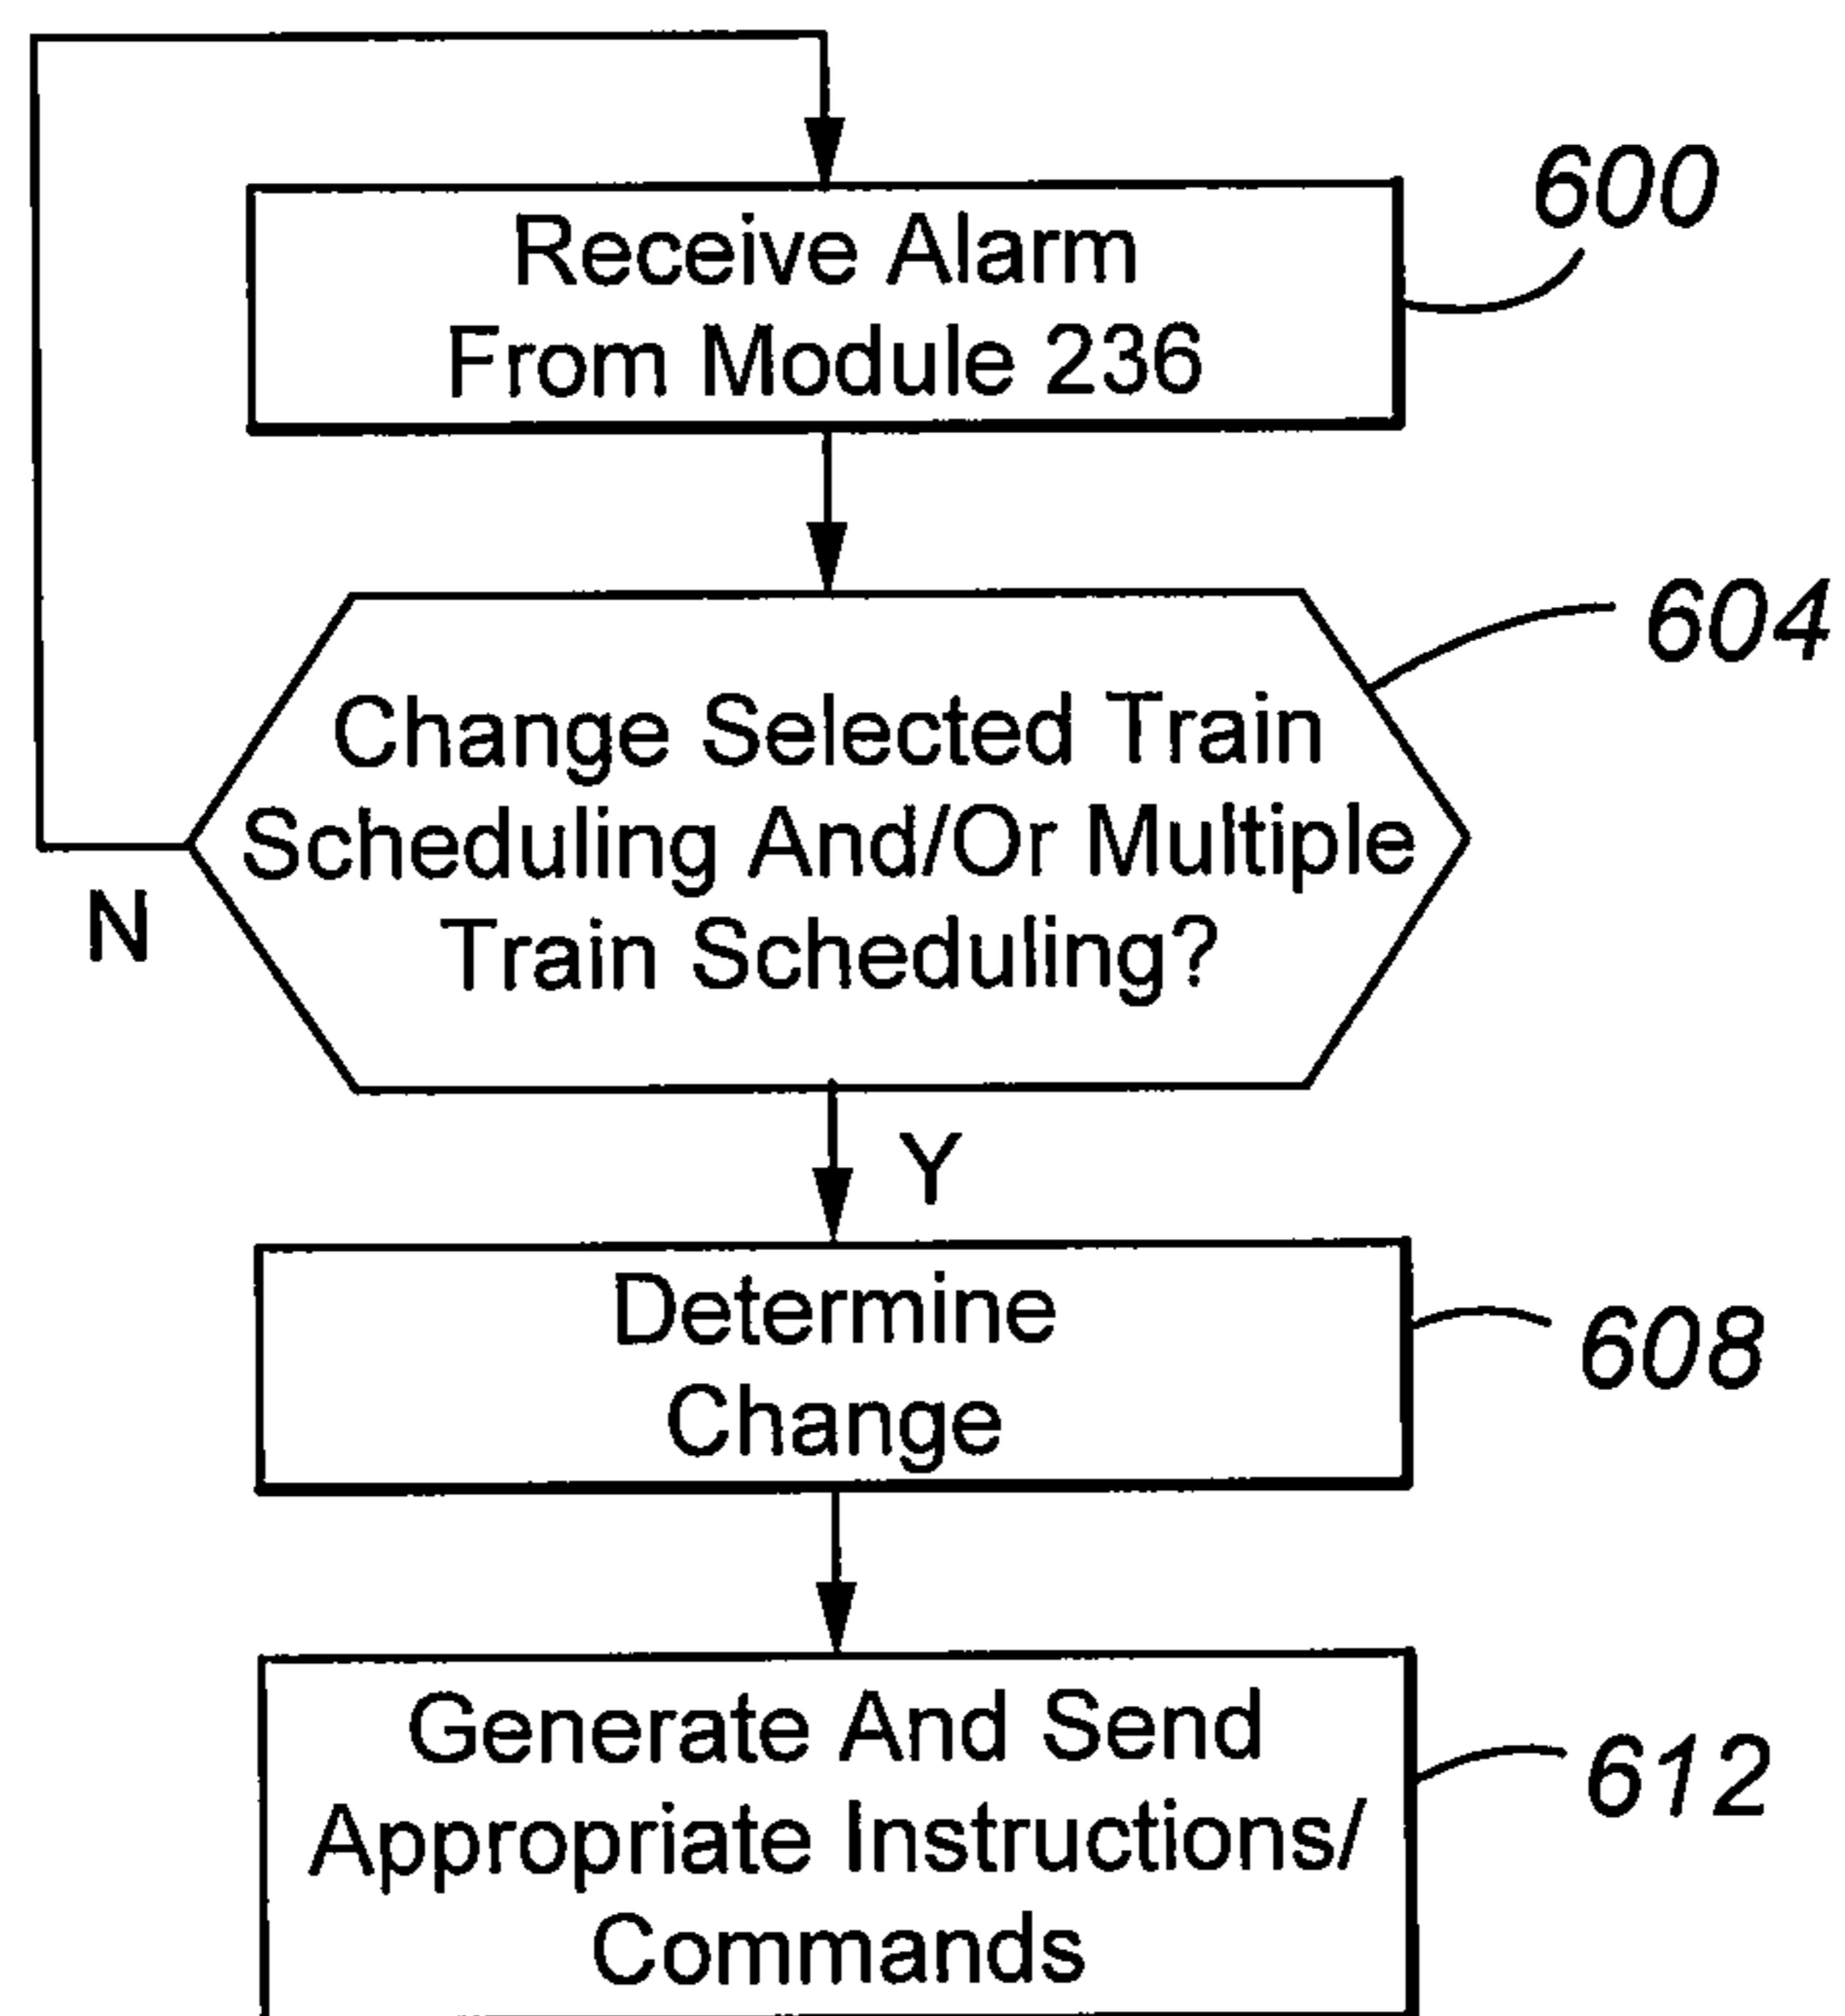 Receive Alarm
From Module 236
600
Change Selected Train
Scheduling And/Or Multiple
Train Scheduling?
604
N
Y
Determine
Change
608
Generate And Send
Appropriate Instructions/
Commands
612